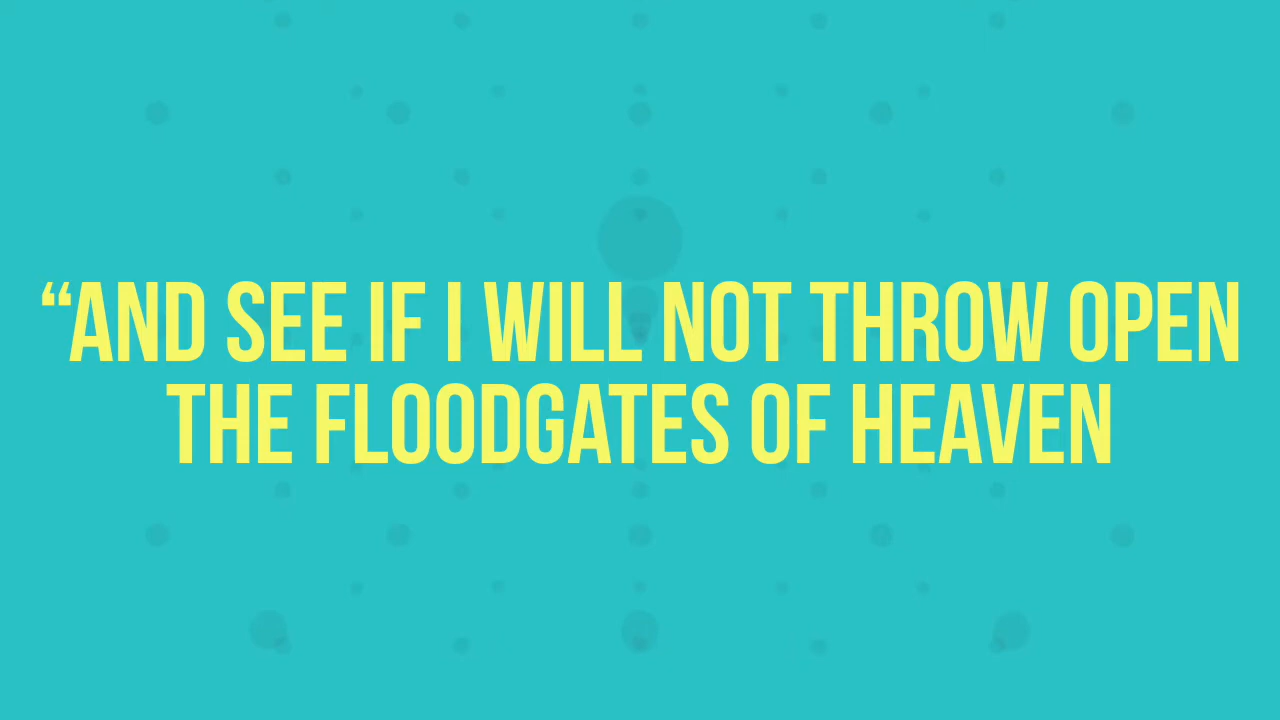 “AND SEE IF I WILL NOT THROW OPEN
THE FLOODGATES OF HEAVEN